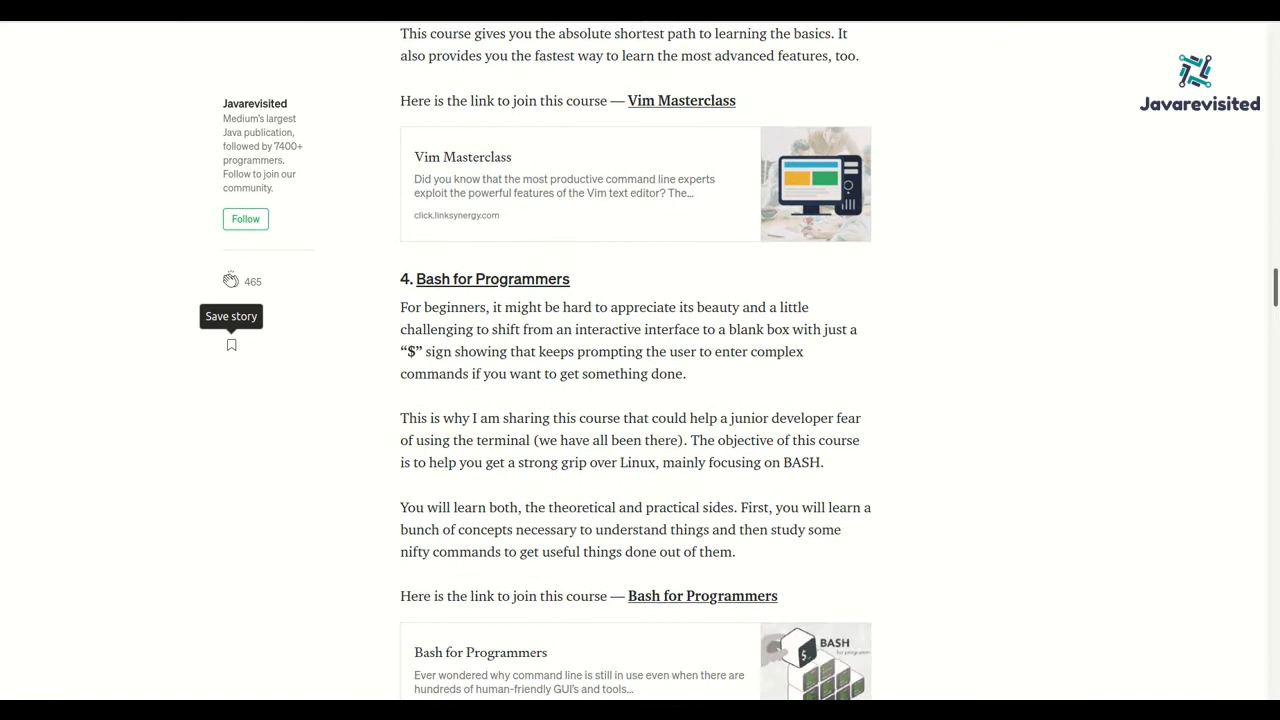 This course gives you the absolute shortest path to learning the basics. It
also provides you the fastest way to learn the most advanced features, too.
Here is the link to join this course — Vim Masterclass
Vim Masterclass
Did you know that the most productive command line experts
exploit the powerful features of the Vim text editor? The...
click.linksynergy.com
Javarevisited
Javarevisited
Medium's largest
Java publication,
followed by 7400+
programmers.
Follow to join our
community.
Follow
465
Save story
4. Bash for Programmers
For beginners, it might be hard to appreciate its beauty and a little
challenging to shift from an interactive interface to a blank box with just a
“$” sign showing that keeps prompting the user to enter complex
commands if you want to get something done.
This is why I am sharing this course that could help a junior developer fear
of using the terminal (we have all been there). The objective of this course
is to help you get a strong grip over Linux, mainly focusing on BASH.
You will learn both, the theoretical and practical sides. First, you will learn a
bunch of concepts necessary to understand things and then study some
nifty commands to get useful things done out of them.
Here is the link to join this course — Bash for Programmers
Bash for Programmers
Ever wondered why command line is still in use even when there are
hundreds of human-friendly GUI's and tools...
BASH
for programmers
$_